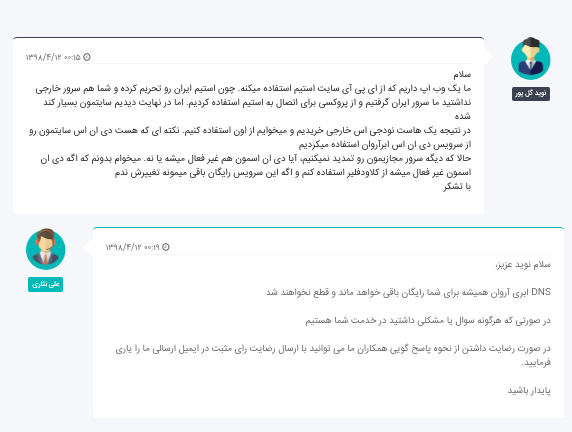 ۱۳۹۸/۴/۱۲ ۰۰:۱۵
نوید گل پور
سلام
ما یک وب اپ داریم که از ای پی آی سایت استیم استفاده میکنه. چون استیم ایران رو تحریم کرده و شما هم سرور خارجی
نداشتید ما سرور ایران گرفتیم و از پروکسی برای اتصال به استیم استفاده کردیم. اما در نهایت دیدیم سایتمون بسیار کند
شده
در نتیجه یک هاست نودجی اس خارجی خریدیم و میخوایم از اون استفاده کنیم. نکته ای که هست دی ان اس سایتمون رو
از سرویس دی ان اس ابرآروان استفاده میکردیم
حالا که دیگه سرور مجازیمون رو تمدید نمیکنیم، آیا دی ان اسمون هم غیر فعال میشه یا نه. میخوام بدونم که اگه دی ان
اسمون غیر فعال میشه از کلاودفلیر استفاده کنم و اگه این سرویس رایگان باقی میمونه تغییرش ندم
با تشکر
۱۳۹۸/۴/۱۲ ۰۰:۱۹
علی نثاری
سلام نوید عزیز،
DNS ابری آروان همیشه برای شما رایگان باقی خواهد ماند و قطع نخواهند شد
در صورتی که هرگونه سوال یا مشکلی داشتید در خدمت شما هستیم
در صورت رضایت داشتن از نحوه پاسخ گویی همکاران ما می توانید با ارسال رضایت رای مثبت در ایمیل ارسالی ما را یاری
فرمایید.
پایدار باشید